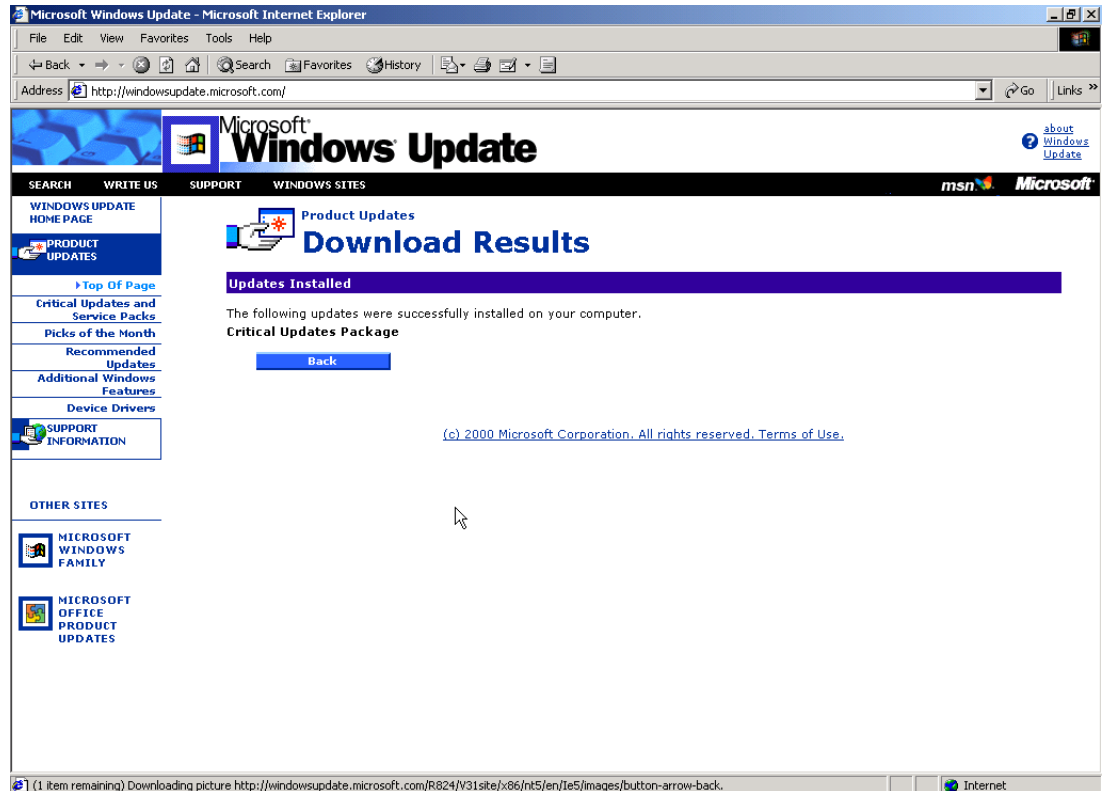 Microsoft Windows Update - Microsoft Internet Explorer
File Edit View Favorites Tools Help
Back Search Favorites History
Address http://windowsupdate.microsoft.com/ Go Links »
Microsoft
Windows Update
about
Windows
Update
SEARCH WRITE US SUPPORT WINDOWS SITES msn Microsoft
WINDOWS UPDATE
HOME PAGE
PRODUCT
UPDATES
Top Of Page
Critical Updates and
Service Packs
Picks of the Month
Recommended
Updates
Additional Windows
Features
Device Drivers
SUPPORT
INFORMATION
OTHER SITES
MICROSOFT
WINDOWS
FAMILY
MICROSOFT
OFFICE
PRODUCT
UPDATES
Product Updates
Download Results
Updates Installed
The following updates were successfully installed on your computer.
Critical Updates Package
Back
(c) 2000 Microsoft Corporation. All rights reserved. Terms of Use.
(1 item remaining) Downloading picture http://windowsupdate.microsoft.com/R824/V31site/x86/nt5/en/Ie5/images/button-arrow-back. Internet